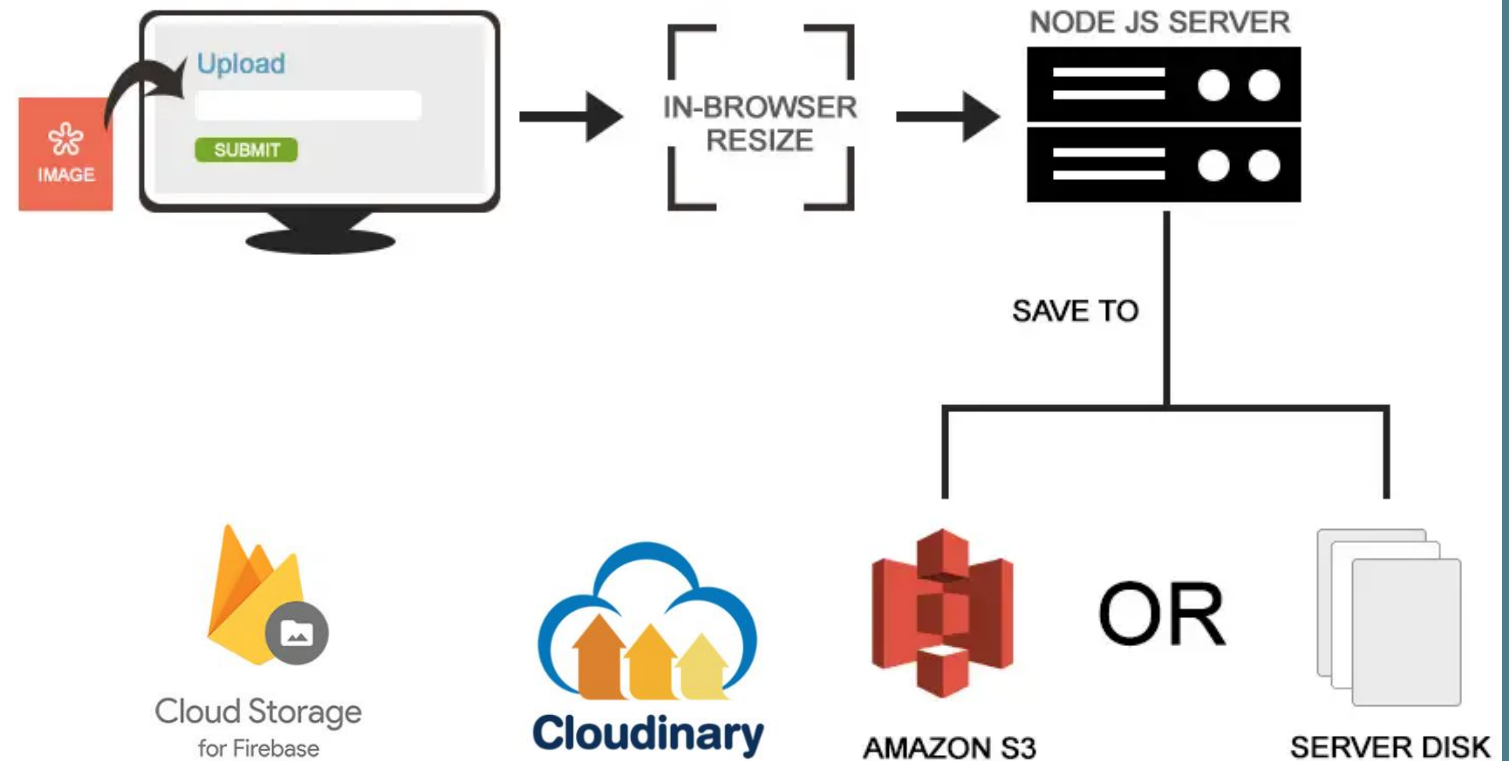 NODE JS SERVER
Upload
IMAGE
SUBMIT
IN-BROWSER
RESIZE
SAVE TO
OR
Cloud Storage
for Firebase
Cloudinary
AMAZON S3
SERVER DISK